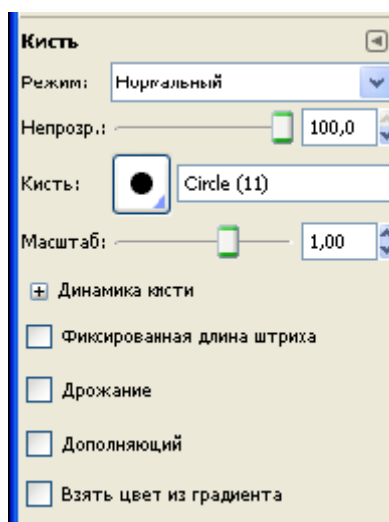 Кисть
Режим: Нормальный
Непрозр.: 100,0
Кисть: Circle (11)
Масштаб: 1,00
Динамика кисти
Фиксированная длина штриха
Дрожание
Дополняющий
Взять цвет из градиента